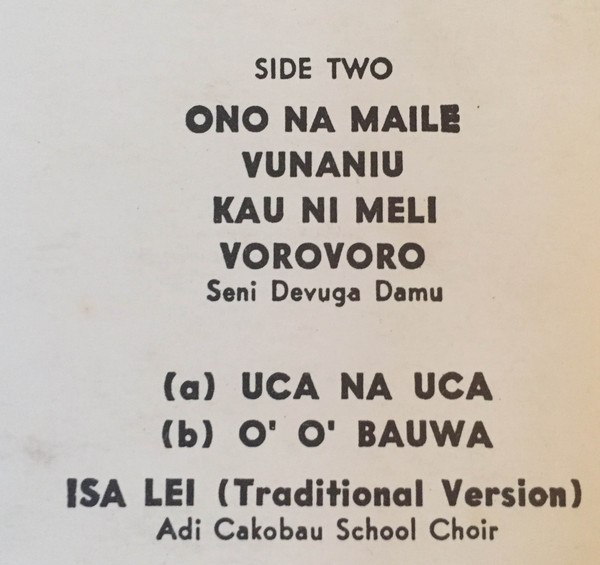 SIDE TWO
ONO NA MAILE
VUNANIU
KAU NI MELI
VOROVORO
Seni Devuga Damu
(a) UCA NA UCA
(b) O' O' BAUWA
ISA LEI (Traditional Version)
Adi Cakobau School Choir